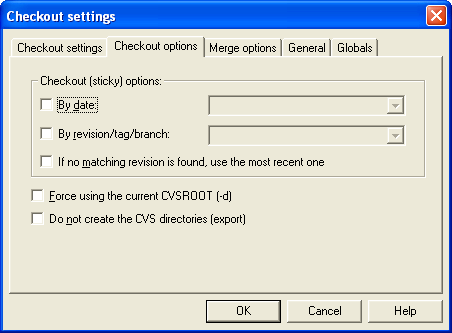 Checkout settings
Checkout settings Checkout options Merge options General Globals
Checkout (sticky) options:
By date:
By revision/tag/branch:
If no matching revision is found, use the most recent one
Force using the current CVSROOT (-d)
Do not create the CVS directories (export)
OK Cancel Help